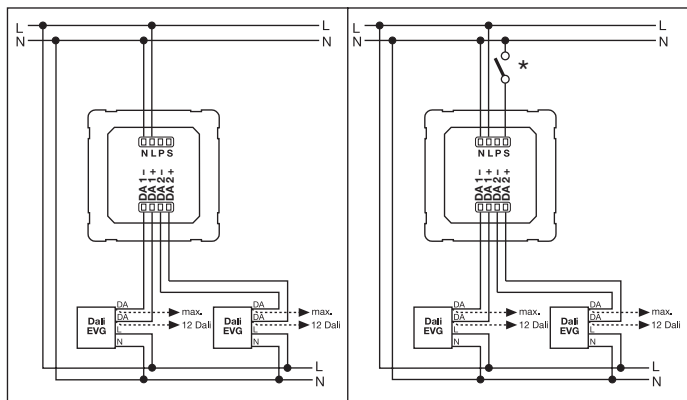 L L
N N
N L P S
DA 1 −
DA 1 +
DA 2 −
DA 2 +
Dali
EVG
DA
DA
L
N
max.
12 Dali
Dali
EVG
DA
DA
L
N
max.
12 Dali
L
N
L L
N N
*
N L P S
DA 1 −
DA 1 +
DA 2 −
DA 2 +
Dali
EVG
DA
DA
L
N
max.
12 Dali
Dali
EVG
DA
DA
L
N
max.
12 Dali
L
N